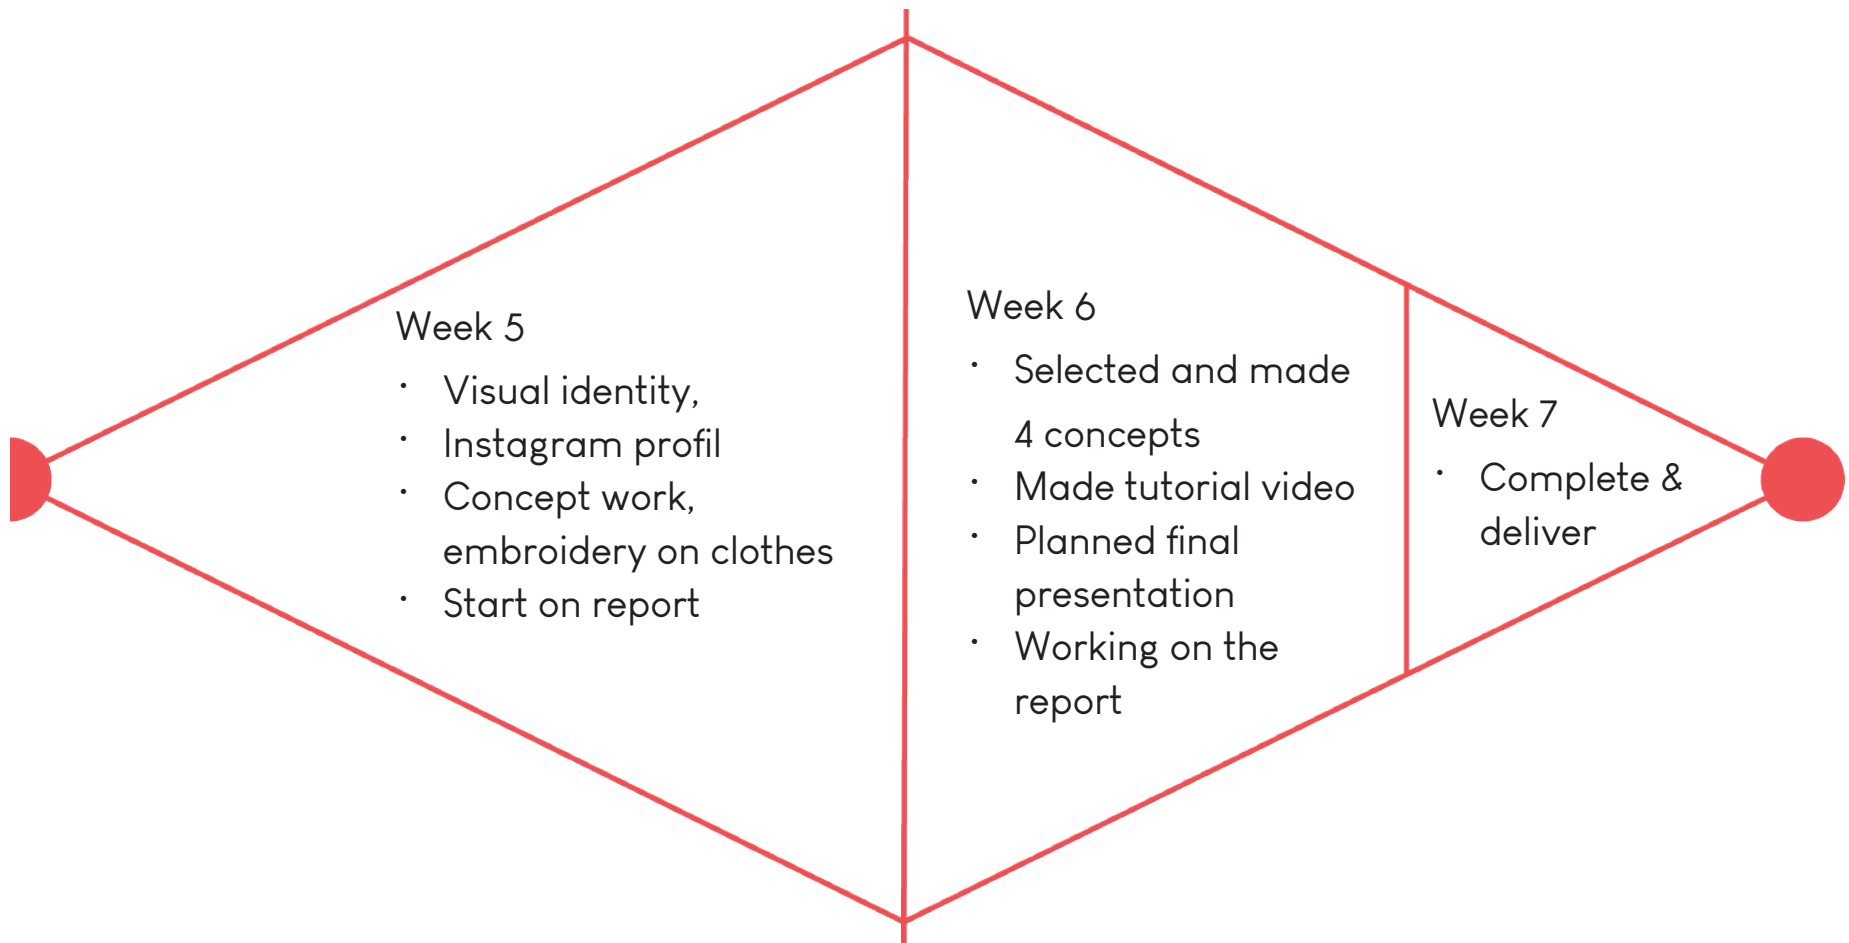 Week 5
· Visual identity,
· Instagram profil
· Concept work,
embroidery on clothes
· Start on report
Week 6
· Selected and made
4 concepts
· Made tutorial video
· Planned final
presentation
· Working on the
report
Week 7
· Complete &
deliver